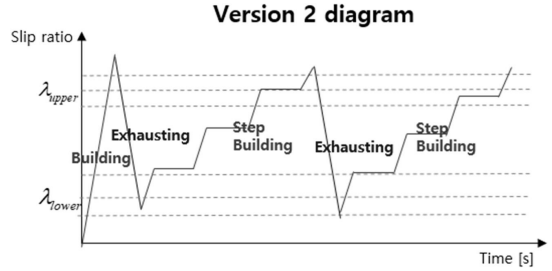 Version 2 diagram
Slip ratio
λupper
Exhausting
Step
Building
Step
Building
Building
Exhausting
λlower
Time [s]